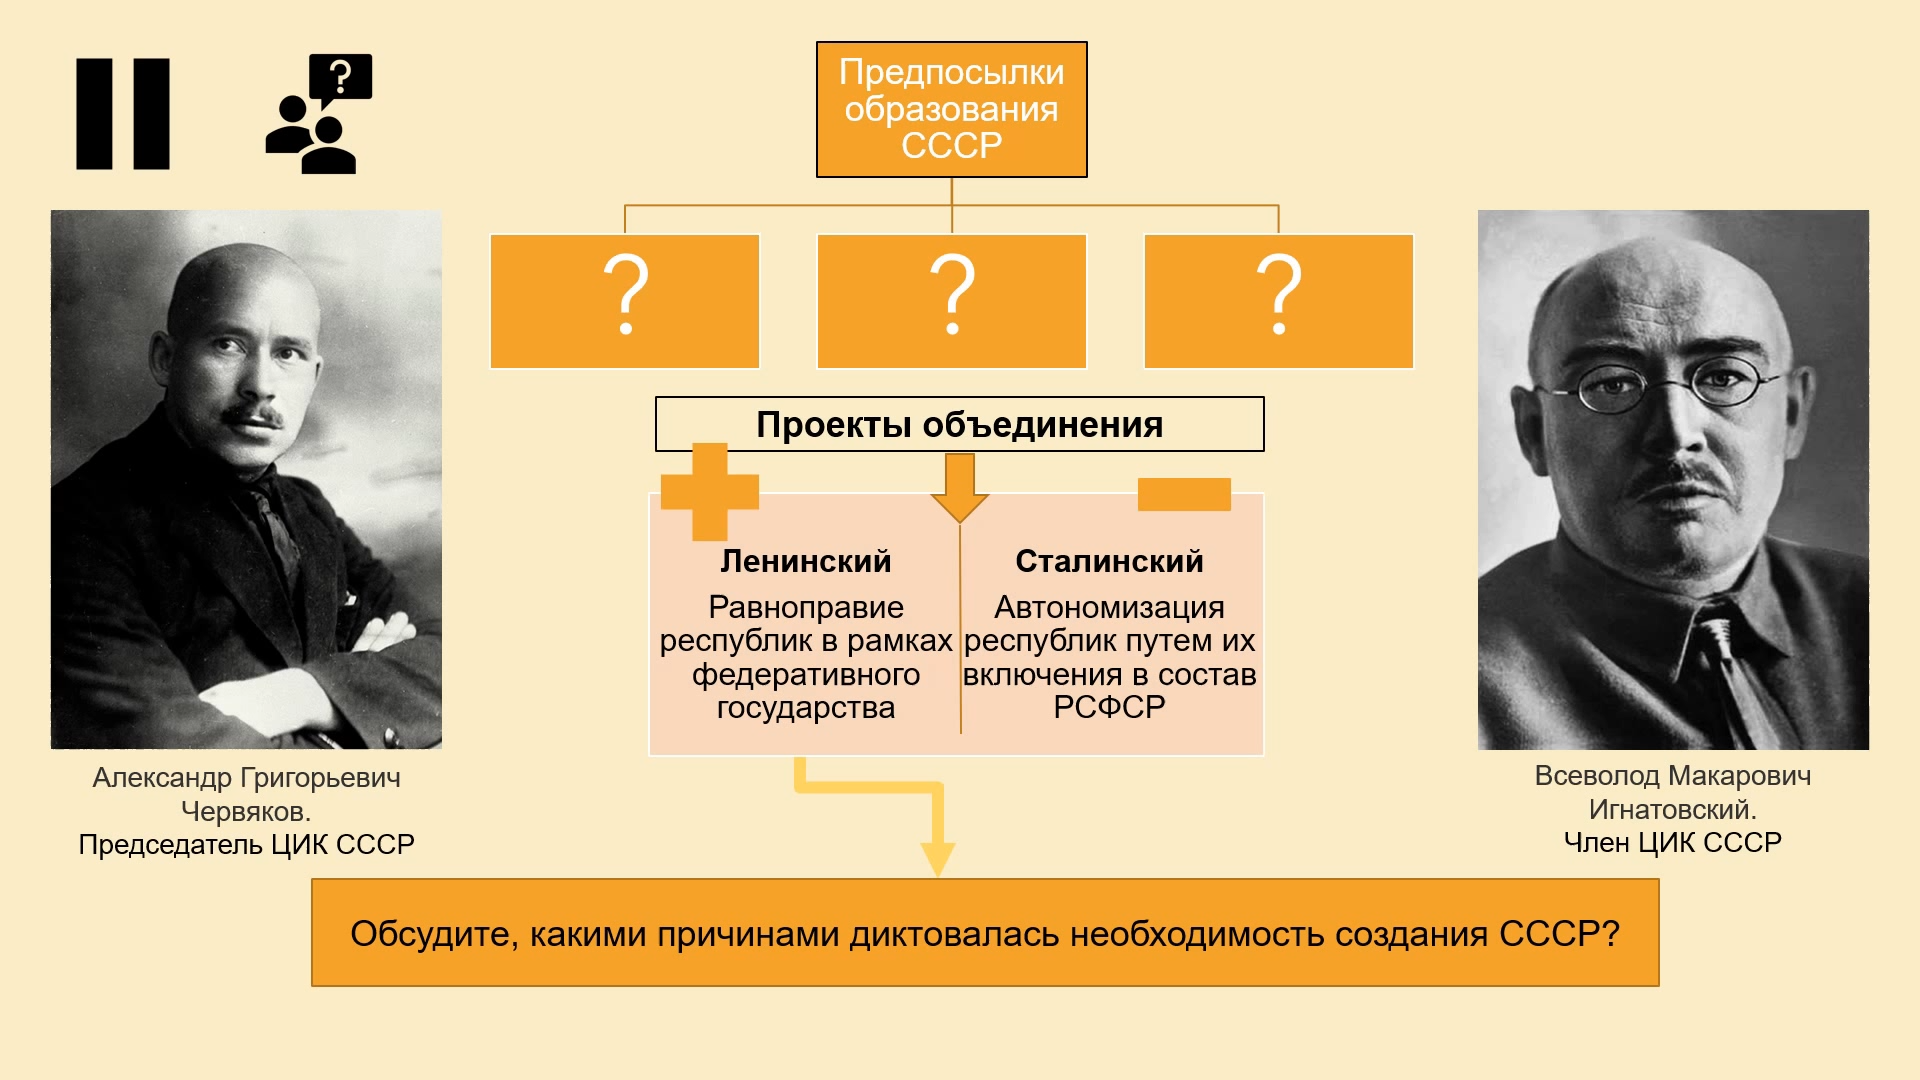 ?
Предпосылки
образования
СССР
?
?
?
Проекты объединения
Ленинский
Равноправие
республик в рамках
федеративного
государства
Сталинский
Автономизация
республик путем их
включения в состав
РСФСР
Александр Григорьевич
Червяков.
Председатель ЦИК СССР
Всеволод Макарович
Игнатовский.
Член ЦИК СССР
Обсудите, какими причинами диктовалась необходимость создания СССР?